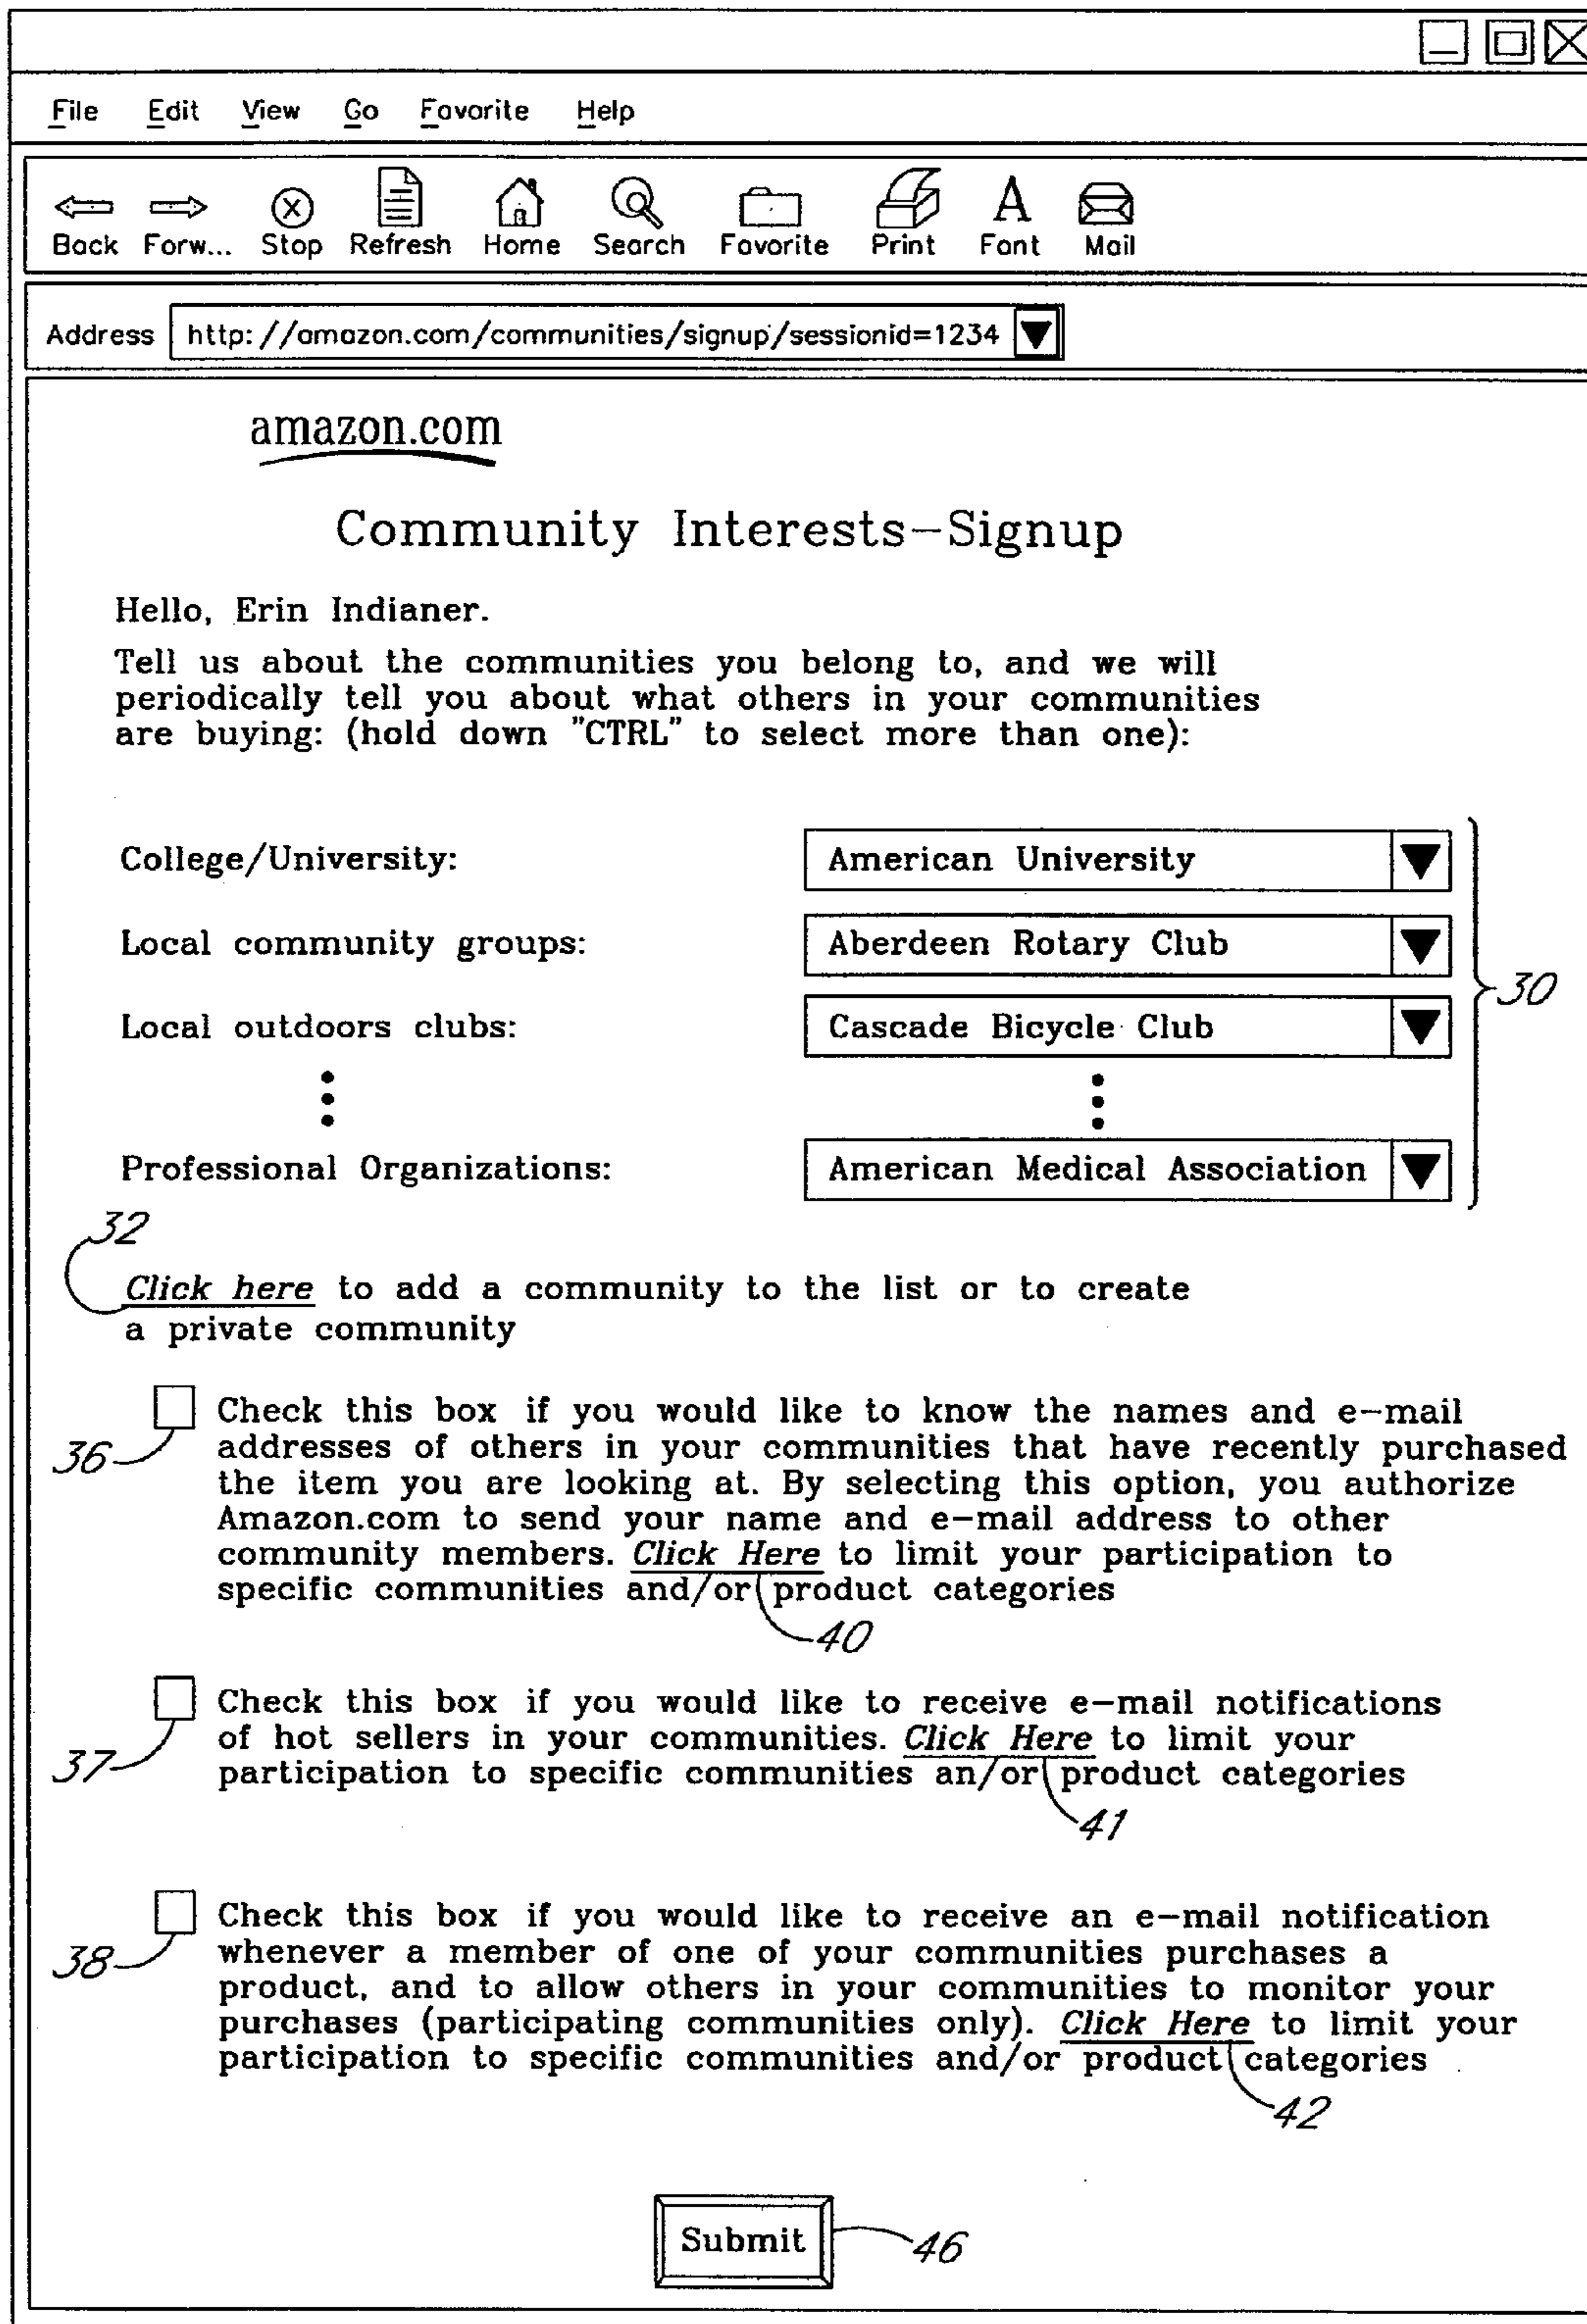 File Edit View Go Favorite Help
Back Forw... Stop Refresh Home Search Favorite Print Font Mail
Address http://amazon.com/communities/signup/sessionid=1234
amazon.com
Community Interests-Signup
Hello, Erin Indianer.
Tell us about the communities you belong to, and we will
periodically tell you about what others in your communities
are buying: (hold down "CTRL" to select more than one):
College/University: American University
Local community groups: Aberdeen Rotary Club
30
Local outdoors clubs: Cascade Bicycle Club
Professional Organizations: American Medical Association
32
Click here to add a community to the list or to create
a private community
Check this box if you would like to know the names and e-mail
36 addresses of others in your communities that have recently purchased
the item you are looking at. By selecting this option, you authorize
Amazon.com to send your name and e-mail address to other
community members. Click Here to limit your participation to
specific communities and/or product categories
40
Check this box if you would like to receive e-mail notifications
of hot sellers in your communities. Click Here to limit your
37 participation to specific communities an/or product categories
41
Check this box if you would like to receive an e-mail notification
38 whenever a member of one of your communities purchases a
product, and to allow others in your communities to monitor your
purchases (participating communities only). Click Here to limit your
participation to specific communities and/or product categories
42
Submit 46